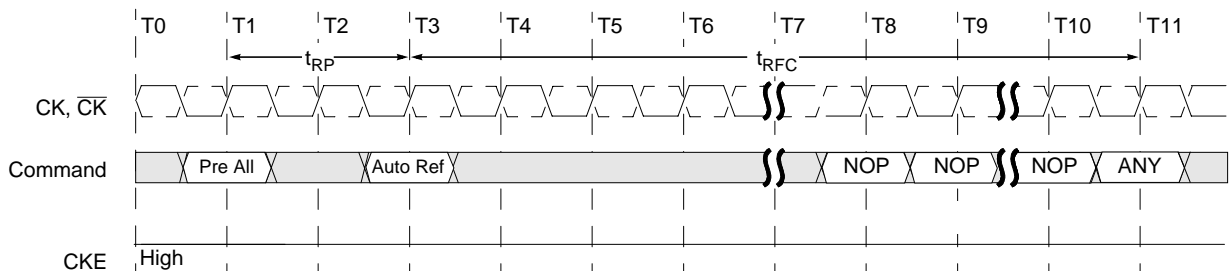 T0 T1 T2 T3 T4 T5 T6 T7 T8 T9 T10 T11
tRP tRFC
CK, CK
Command Pre All Auto Ref NOP NOP NOP ANY
CKE High